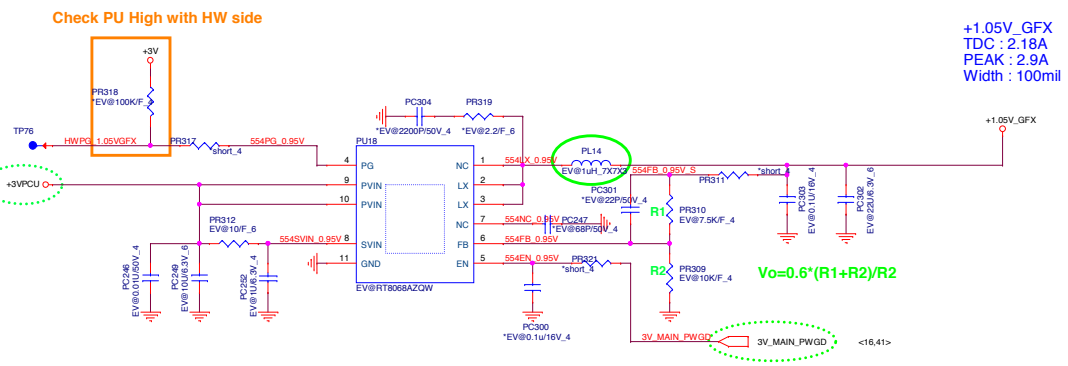 Check PU High with HW side
+3V
PR318
*EV@100K/F_4
TP76
HWPG_1.05VGFX
PR317
*short_4
554PG_0.95V
+3VPCU
PR312
EV@10/F_6
554SVIN_0.95V
PC246
EV@0.01U/50V_4
PC249
EV@10U/6.3V_6
PC252
EV@1U/6.3V_4
PC304
*EV@2200P/50V_4
PR319
*EV@2.2/F_6
PU18
4
PG
9
PVIN
10
PVIN
8
SVIN
11
GND
NC
1
LX
2
LX
3
NC
7
FB
6
EN
5
EV@RT8068AZQW
554LX_0.95V
PL14
EV@1uH_7X7X3
554FB_0.95V_S
PR311
*short_4
PC301
*EV@22P/50V_4
554NC_0.95V
PC247
*EV@68P/50V_4
554FB_0.95V
554EN_0.95V
PR321
*short_4
PC300
*EV@0.1u/16V_4
R1
PR310
EV@7.5K/F_4
R2
PR309
EV@10K/F_4
PC303
EV@0.1U/16V_4
PC302
EV@22U/6.3V_6
+1.05V_GFX
Vo=0.6*(R1+R2)/R2
3V_MAIN_PWGD
3V_MAIN_PWGD
<16,41>
+1.05V_GFX
TDC : 2.18A
PEAK : 2.9A
Width : 100mil